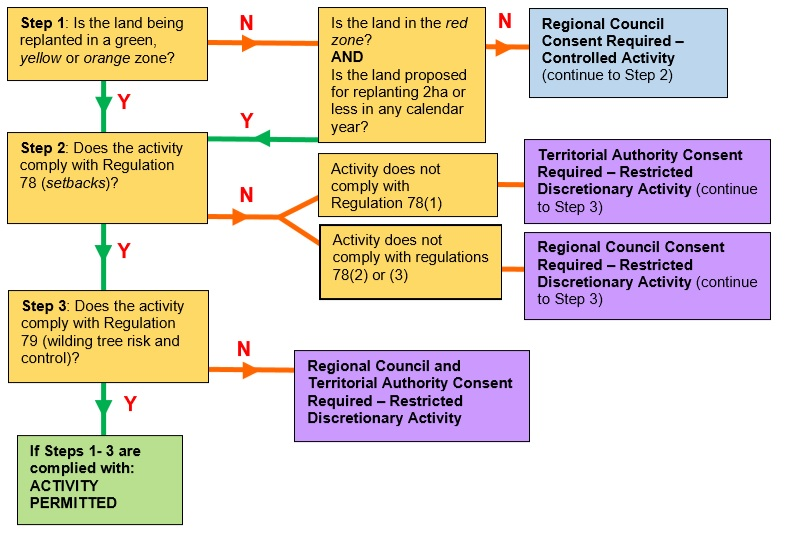 Step 1: Is the land being
replanted in a green,
yellow or orange zone?
N
Is the land in the red
zone?
AND
Is the land proposed
for replanting 2ha or
less in any calendar
year?
N
Regional Council
Consent Required –
Controlled Activity
(continue to Step 2)
Y
Y
Step 2: Does the activity
comply with Regulation
78 (setbacks)?
N
Activity does not
comply with
Regulation 78(1)
Territorial Authority Consent
Required – Restricted
Discretionary Activity (continue
to Step 3)
Activity does not
comply with regulations
78(2) or (3)
Regional Council Consent
Required – Restricted
Discretionary Activity (continue
to Step 3)
Y
Step 3: Does the activity
comply with Regulation
79 (wilding tree risk and
control)?
N
Regional Council and
Territorial Authority Consent
Required – Restricted
Discretionary Activity
Y
If Steps 1- 3 are
complied with:
ACTIVITY
PERMITTED